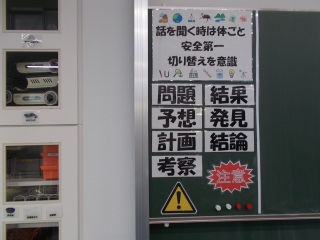 話を聞く時は体ごと
安全第一
切り替えを意識
問題
結果
予想
発見
計画
結論
考察
注意